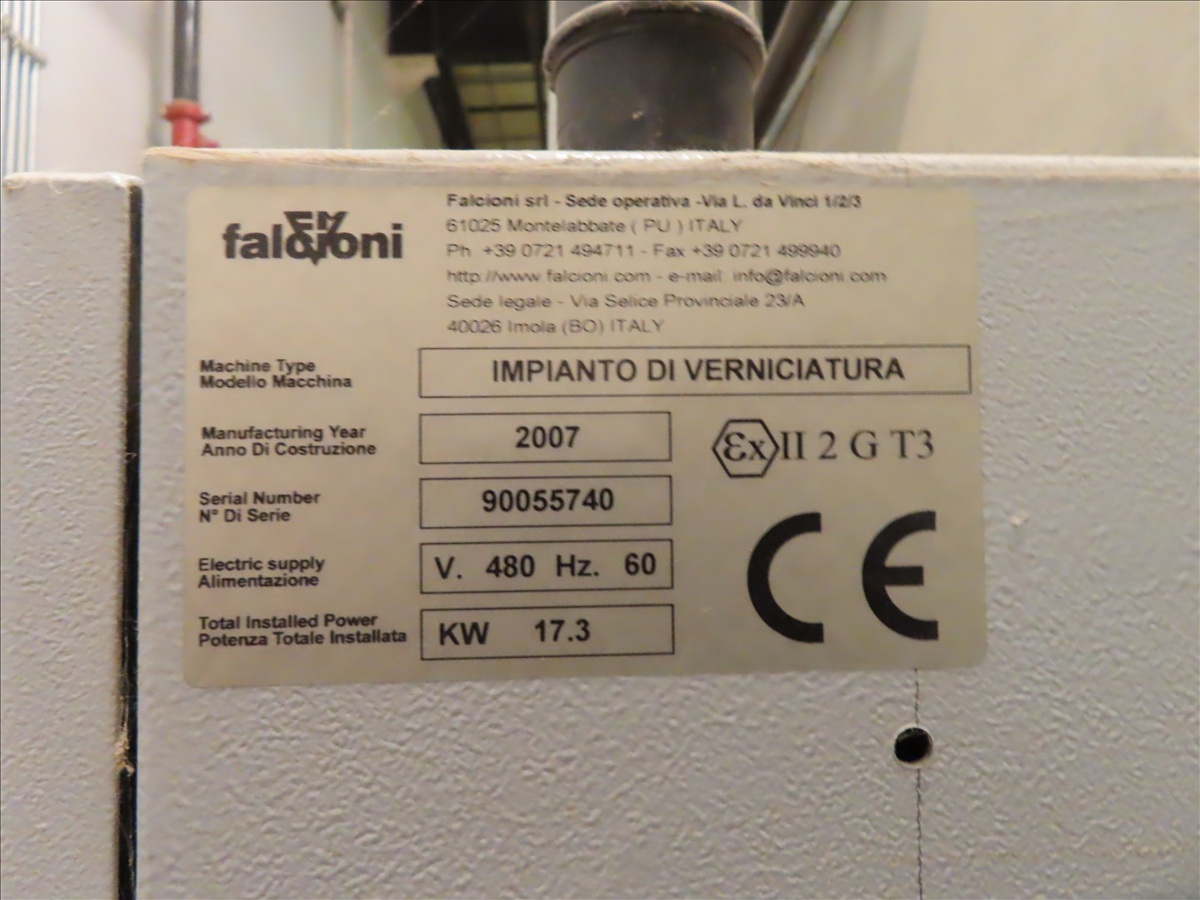 falcioni
Falcioni srl - Sede operativa -Via L. da Vinci 1/2/3
61025 Montelabbate ( PU ) ITALY
Ph +39 0721 494711 - Fax +39 0721 499940
http://www.falcioni.com - e-mail: info@falcioni.com
Sede legale - Via Selice Provinciale 23/A
40026 Imola (BO) ITALY
Machine Type
Modello Macchina
IMPIANTO DI VERNICIATURA
Manufacturing Year
Anno Di Costruzione
2007
εx II 2 G T3
Serial Number
N° Di Serie
90055740
Electric supply
Alimentazione
V. 480 Hz. 60
CE
Total Installed Power
Potenza Totale Installata
KW 17.3